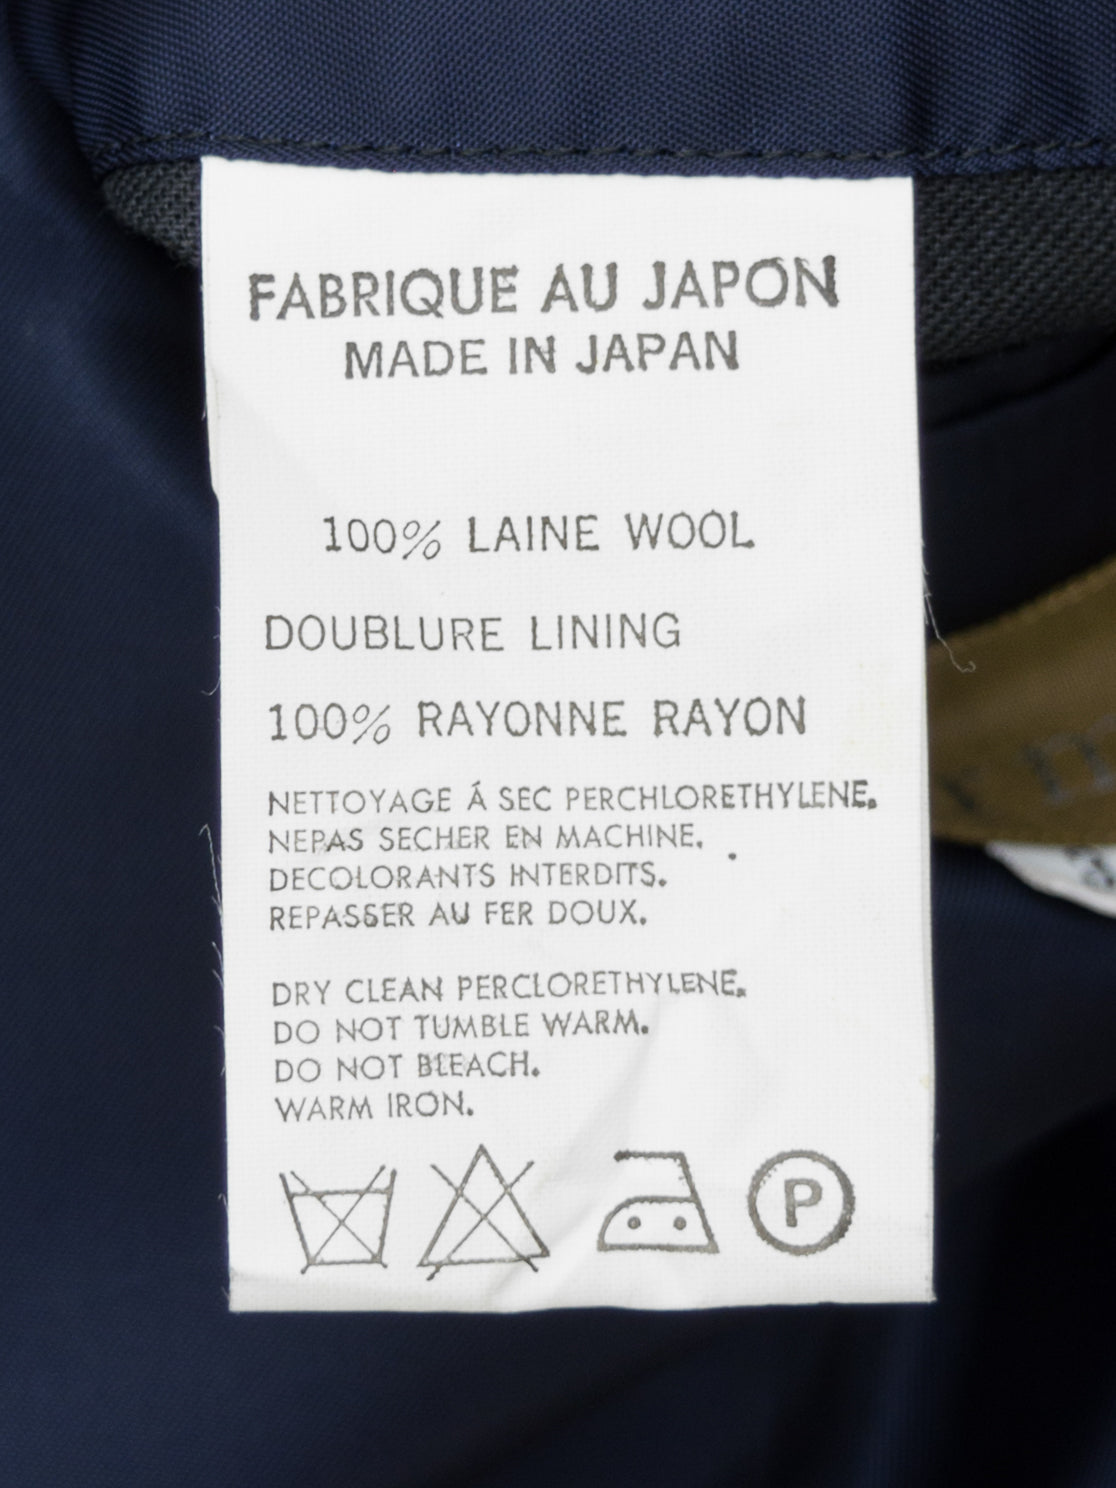 FABRIQUE AU JAPON
MADE IN JAPAN
100% LAINE WOOL
DOUBLURE LINING
100% RAYONNE RAYON
NETTOYAGE Á SEC PERCHLORETHYLENE.
NEPAS SECHER EN MACHINE.
DECOLORANTS INTERDITS.
REPASSER AU FER DOUX.
DRY CLEAN PERCLORETHYLENE.
DO NOT TUMBLE WARM.
DO NOT BLEACH.
WARM IRON.
P